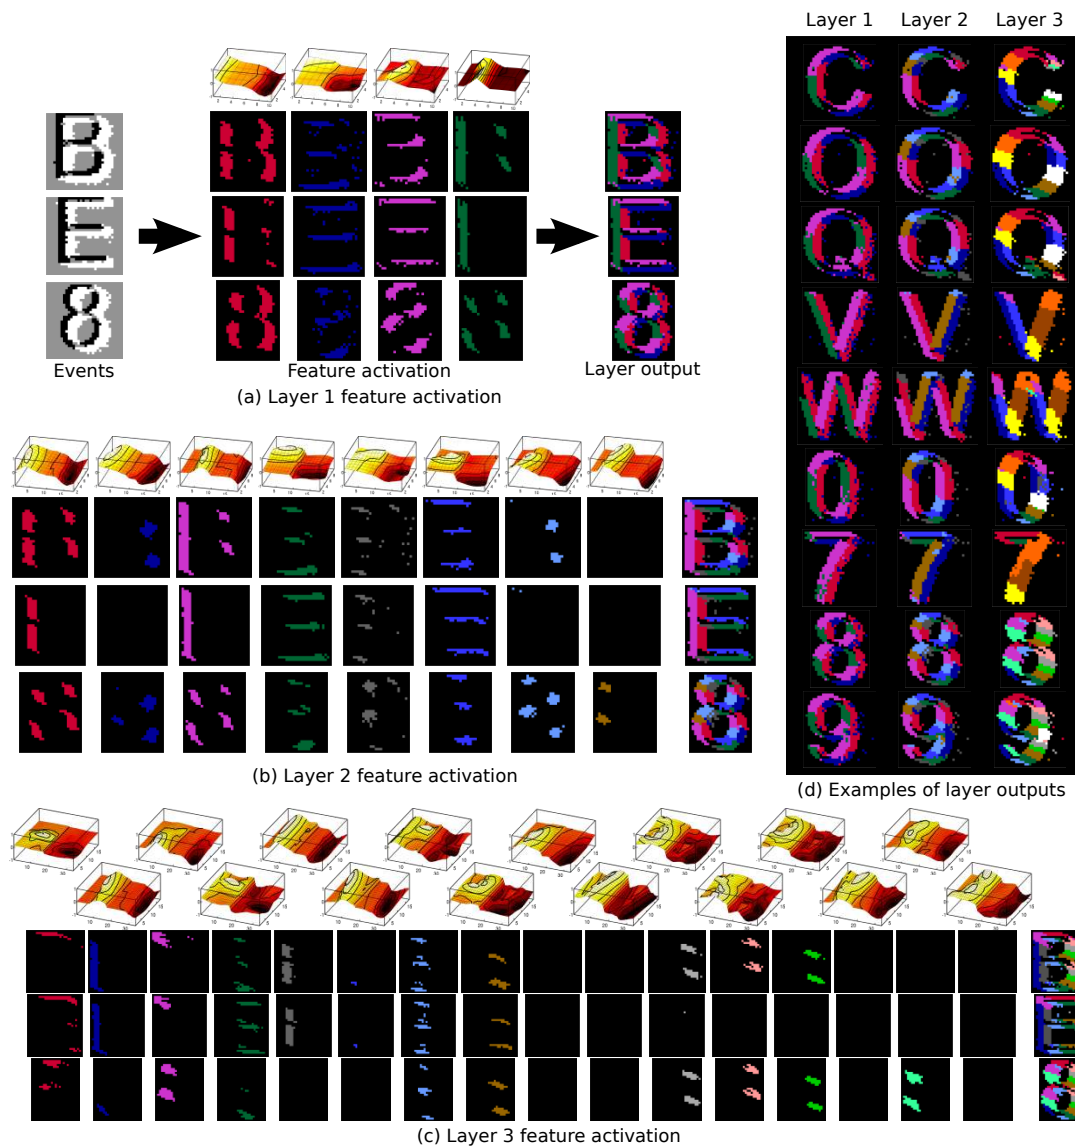 Layer 1 Layer 2 Layer 3
Events
Feature activation
Layer output
(a) Layer 1 feature activation
(b) Layer 2 feature activation
(d) Examples of layer outputs
(c) Layer 3 feature activation